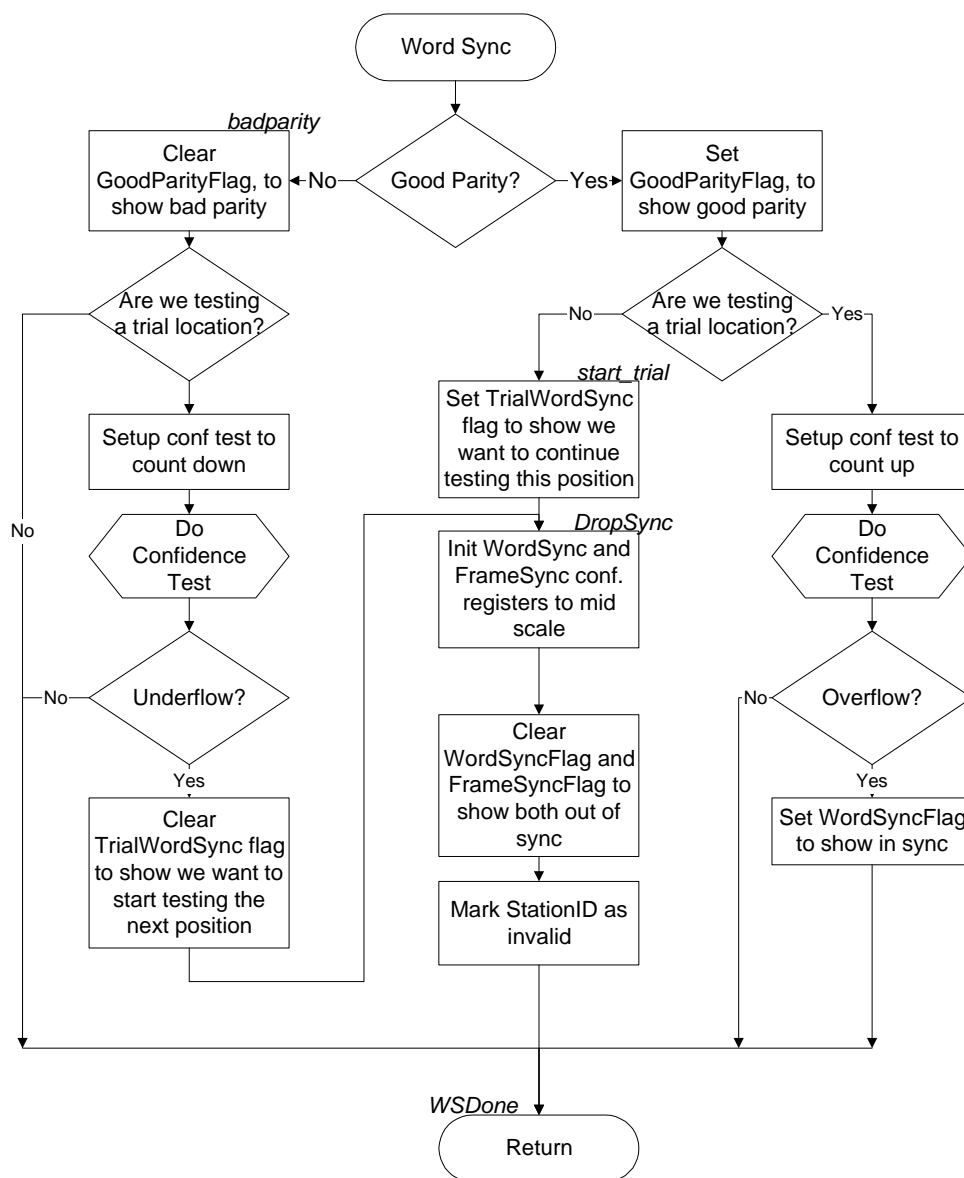 Word Sync
badparity
Clear
GoodParityFlag, to
show bad parity
No
Good Parity?
Yes
Set
GoodParityFlag, to
show good parity
Are we testing
a trial location?
No
Are we testing
a trial location?
Yes
start_trial
Set TrialWordSync
flag to show we
want to continue
testing this position
Setup conf test to
count down
Setup conf test to
count up
No
Do
Confidence
Test
DropSync
Init WordSync and
FrameSync conf.
registers to mid
scale
Do
Confidence
Test
No
Underflow?
Yes
Clear
WordSyncFlag and
FrameSyncFlag to
show both out of
sync
No
Overflow?
Yes
Clear
TrialWordSync flag
to show we want to
start testing the
next position
Set WordSyncFlag
to show in sync
Mark StationID as
invalid
WSDone
Return